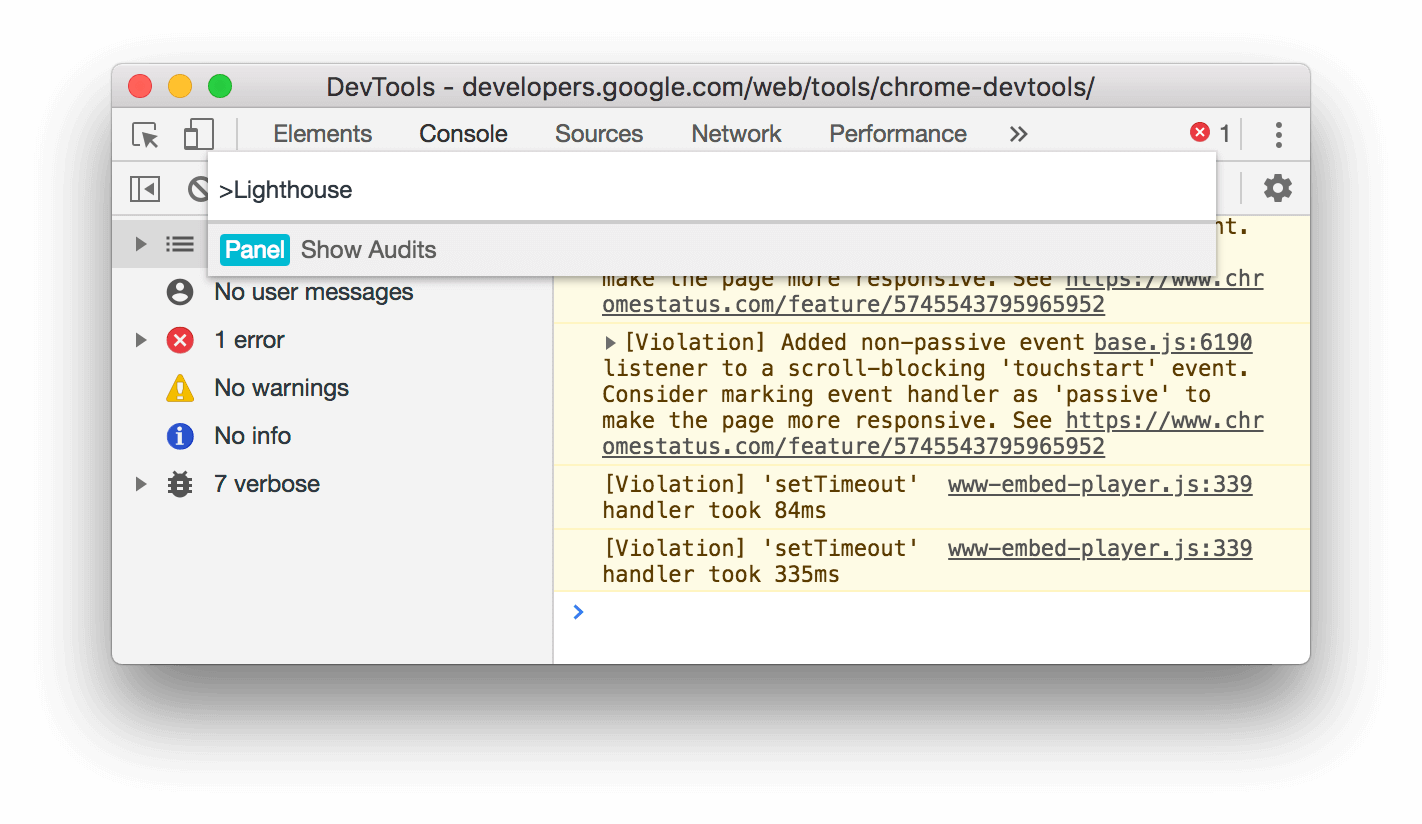 DevTools - developers.google.com/web/tools/chrome-devtools/
Elements Console Sources Network Performance » 1
>Lighthouse
Panel Show Audits
No user messages
1 error
No warnings
No info
7 verbose
nt.
make the page more responsive. See https://www.chr
omestatus.com/feature/5745543795965952
[Violation] Added non-passive event base.js:6190
listener to a scroll-blocking 'touchstart' event.
Consider marking event handler as 'passive' to
make the page more responsive. See https://www.chr
omestatus.com/feature/5745543795965952
[Violation] 'setTimeout' www-embed-player.js:339
handler took 84ms
[Violation] 'setTimeout' www-embed-player.js:339
handler took 335ms